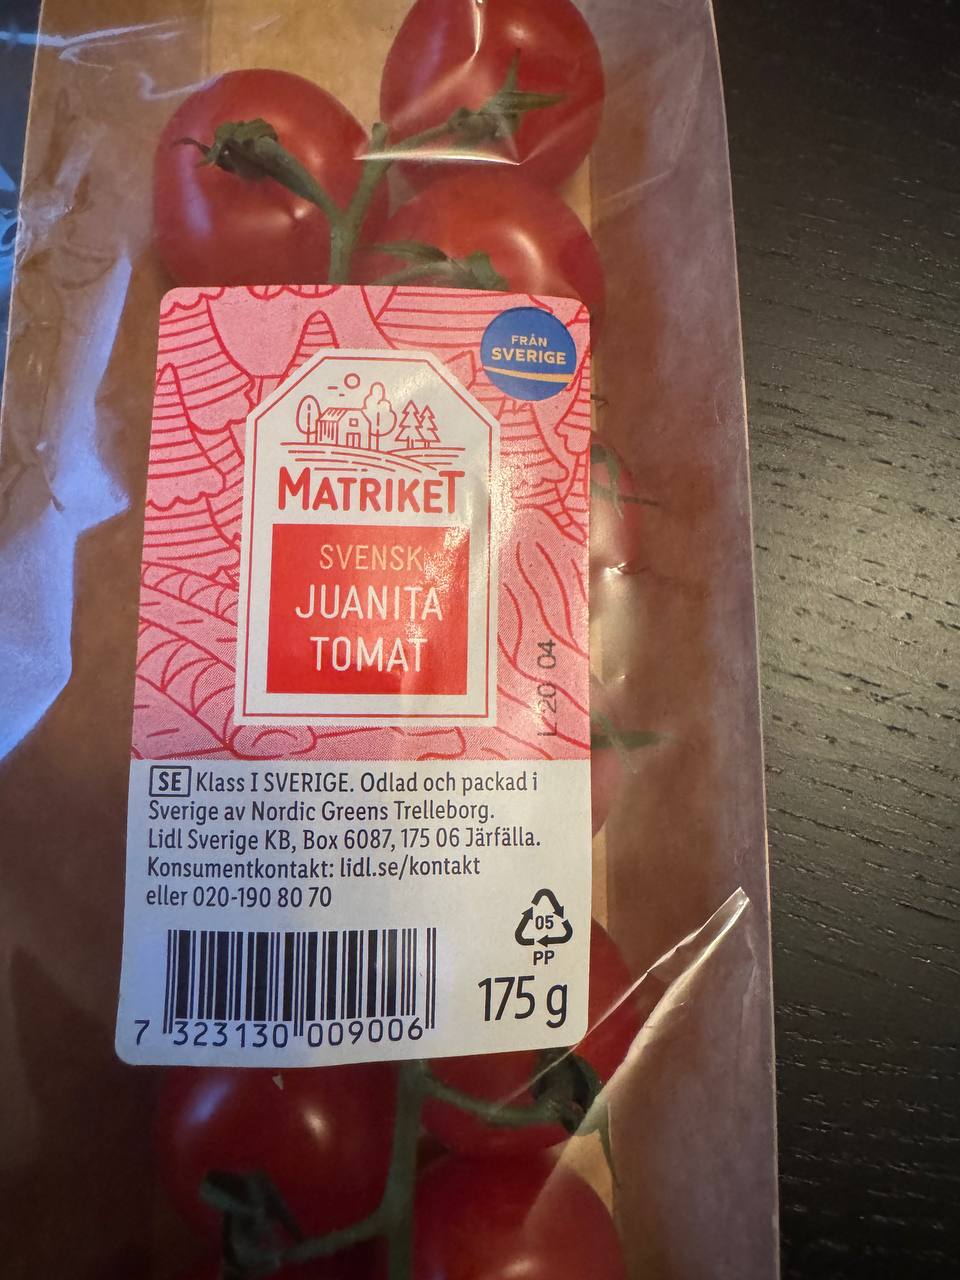 FRÅN
SVERIGE
MATRIKET
SVENSK
JUANITA
TOMAT
L 20 04
SE Klass I SVERIGE. Odlad och packad i
Sverige av Nordic Greens Trelleborg.
Lidl Sverige KB, Box 6087, 175 06 Järfälla.
Konsumentkontakt: lidl.se/kontakt
eller 020-190 80 70
05
PP
175 g
7 323130 009006